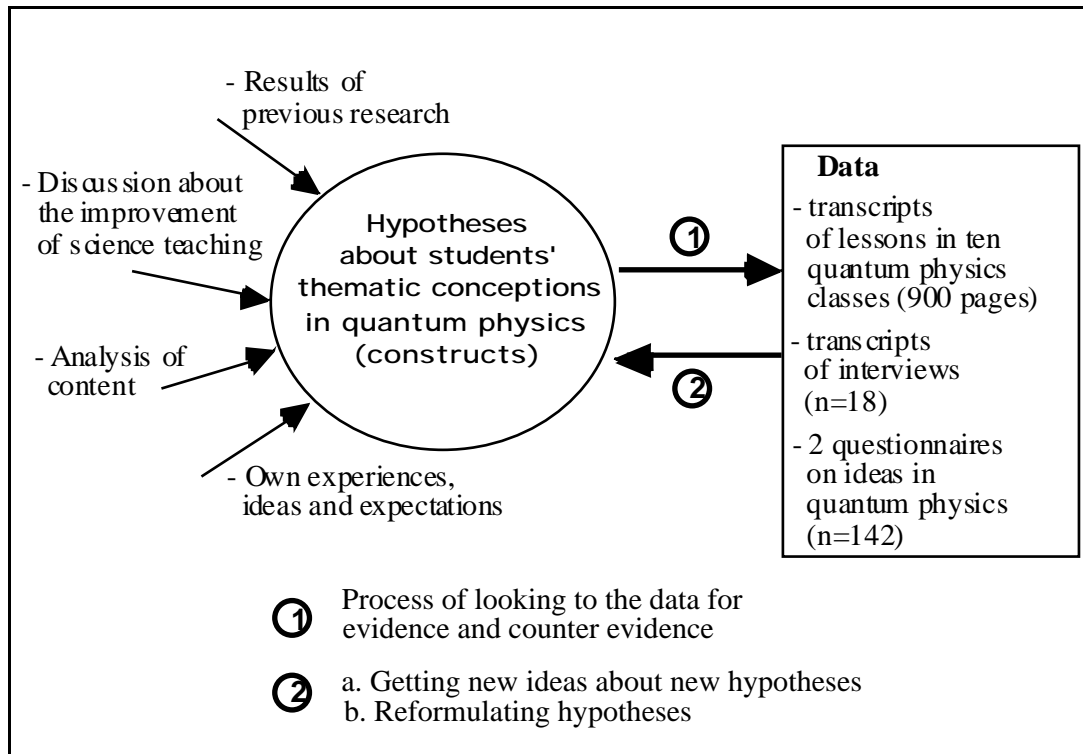 - Results of
previous research
- Discussion about
the improvement
of science teaching
- Analysis of
content
- Own experiences,
ideas and expectations
Hypotheses
about students'
thematic conceptions
in quantum physics
(constructs)
1
2
Data
- transcripts
of lessons in ten
quantum physics
classes (900 pages)
- transcripts
of interviews
(n=18)
- 2 questionnaires
on ideas in
quantum physics
(n=142)
1 Process of looking to the data for
evidence and counter evidence
2 a. Getting new ideas about new hypotheses
b. Reformulating hypotheses